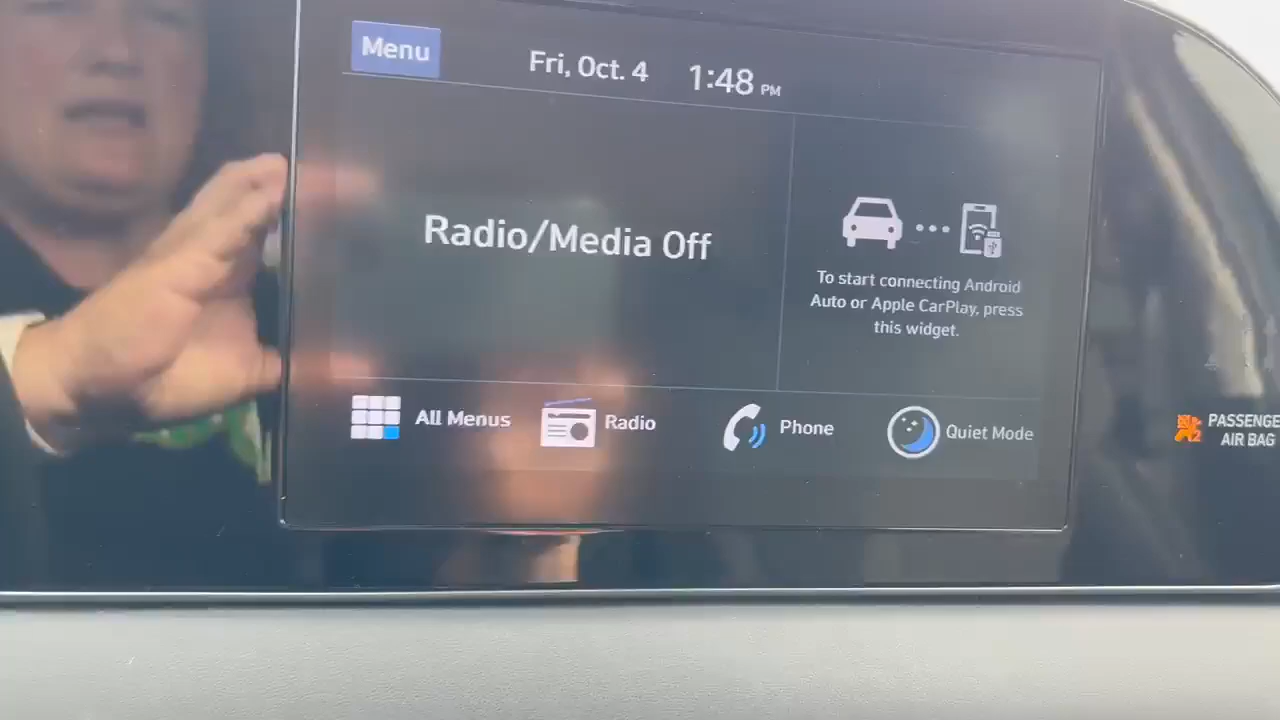 Menu
Fri, Oct. 4
1:48 PM
Radio/Media Off
To start connecting Android
Auto or Apple CarPlay, press
this widget.
All Menus
Radio
Phone
Quiet Mode
AIR BAG